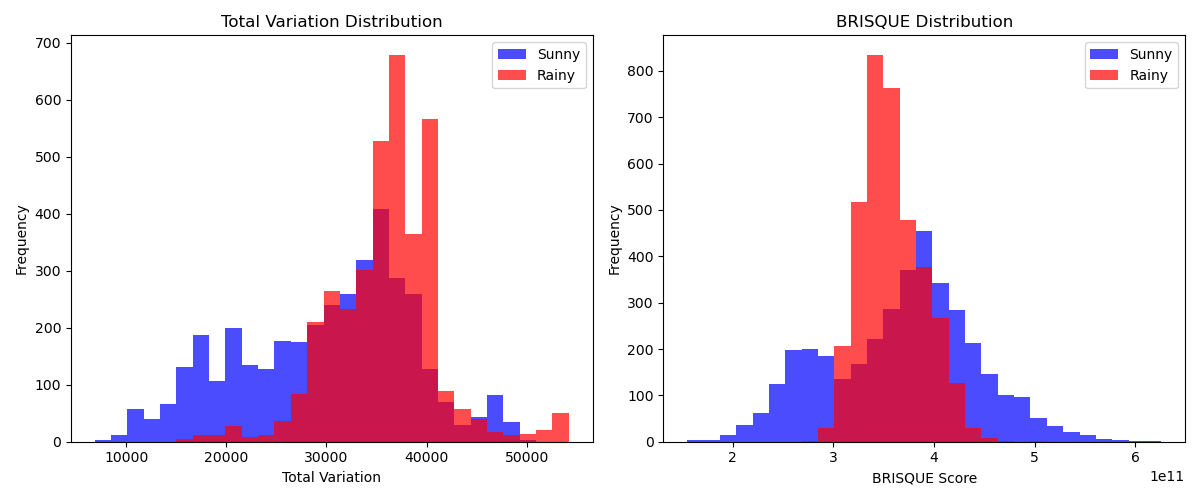 Total Variation Distribution
700
600
500
400
300
200
100
0
Frequency
10000 20000 30000 40000 50000
Total Variation
Sunny
Rainy
BRISQUE Distribution
800
700
600
500
400
300
200
100
0
Frequency
2 3 4 5 6
1e11
BRISQUE Score
Sunny
Rainy